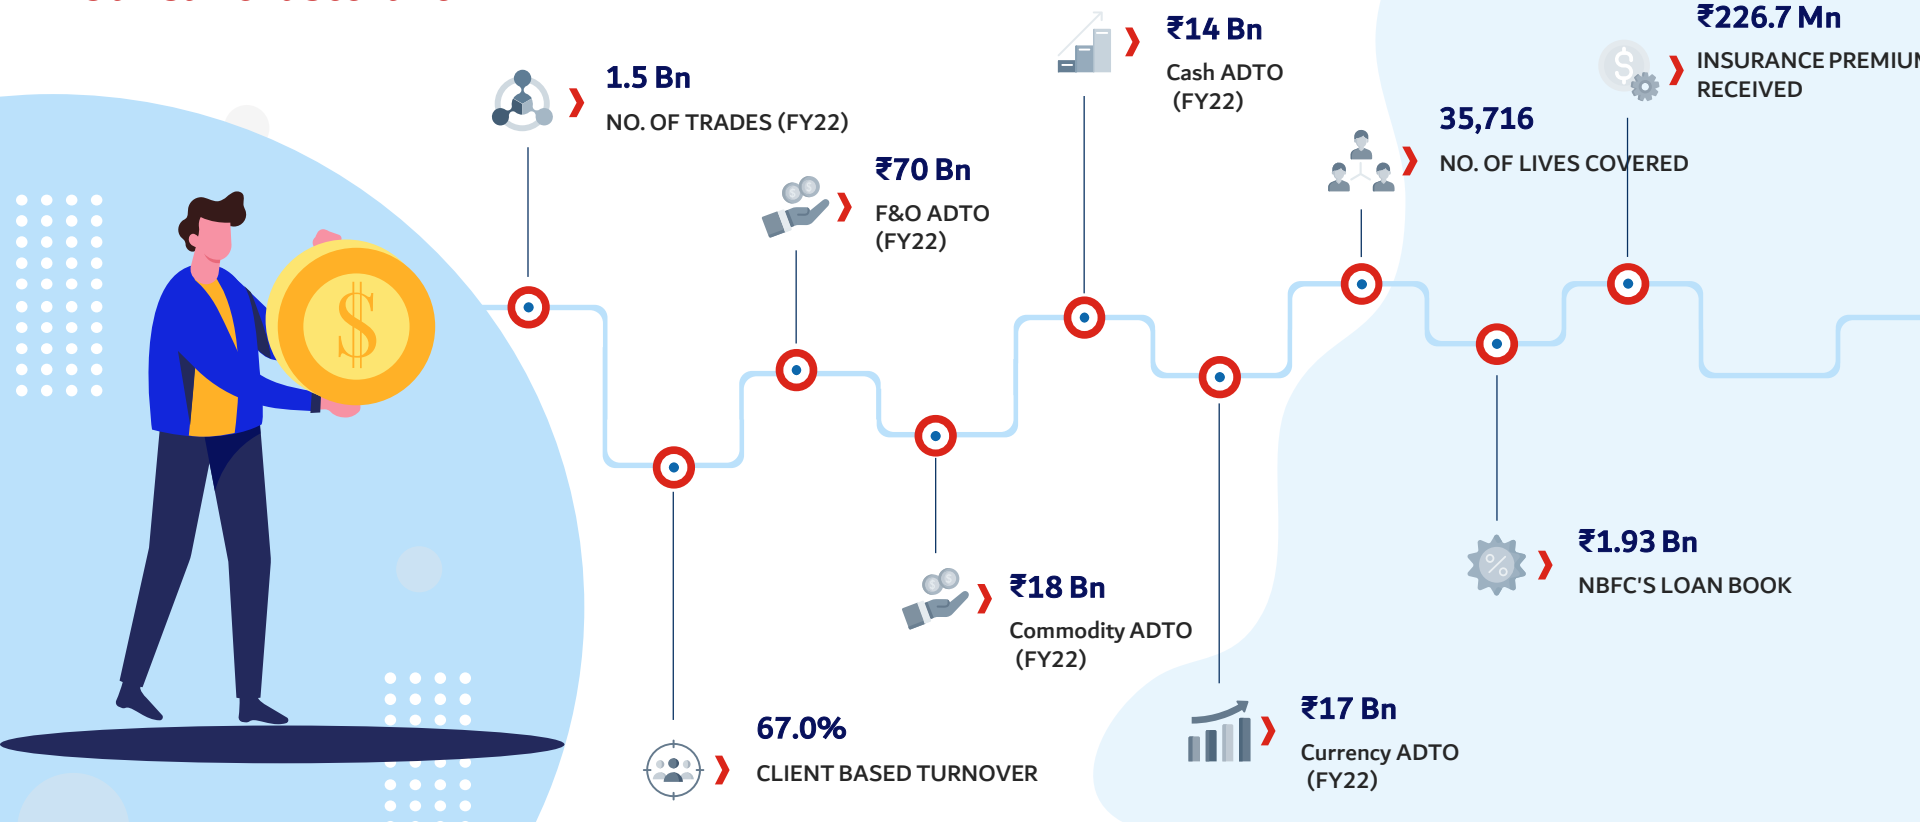 1.5 Bn
NO. OF TRADES (FY22)
67.0%
CLIENT BASED TURNOVER
₹70 Bn
F&O ADTO
(FY22)
₹18 Bn
Commodity ADTO
(FY22)
₹14 Bn
Cash ADTO
(FY22)
₹17 Bn
Currency ADTO
(FY22)
35,716
NO. OF LIVES COVERED
₹1.93 Bn
NBFC'S LOAN BOOK
₹226.7 Mn
INSURANCE PREMIUM
RECEIVED